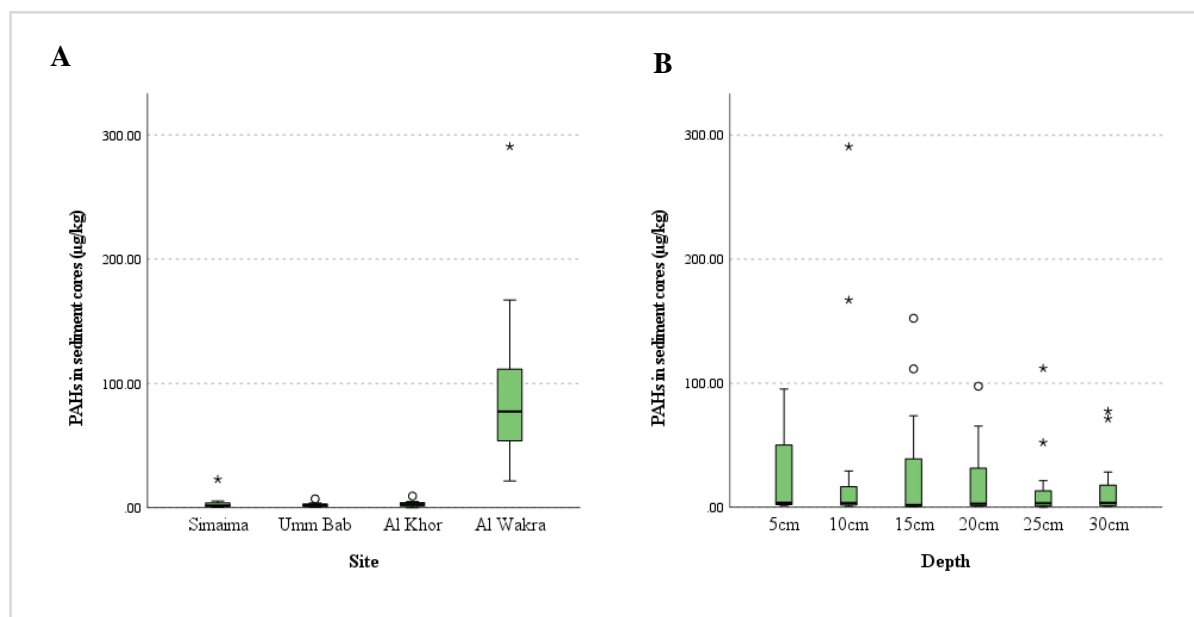 A
PAHs in sediment cores (µg/kg)
300.00
200.00
100.00
.00
Simaima Umm Bab Al Khor Al Wakra
Site
B
PAHs in sediment cores (µg/kg)
300.00
200.00
100.00
.00
5cm 10cm 15cm 20cm 25cm 30cm
Depth